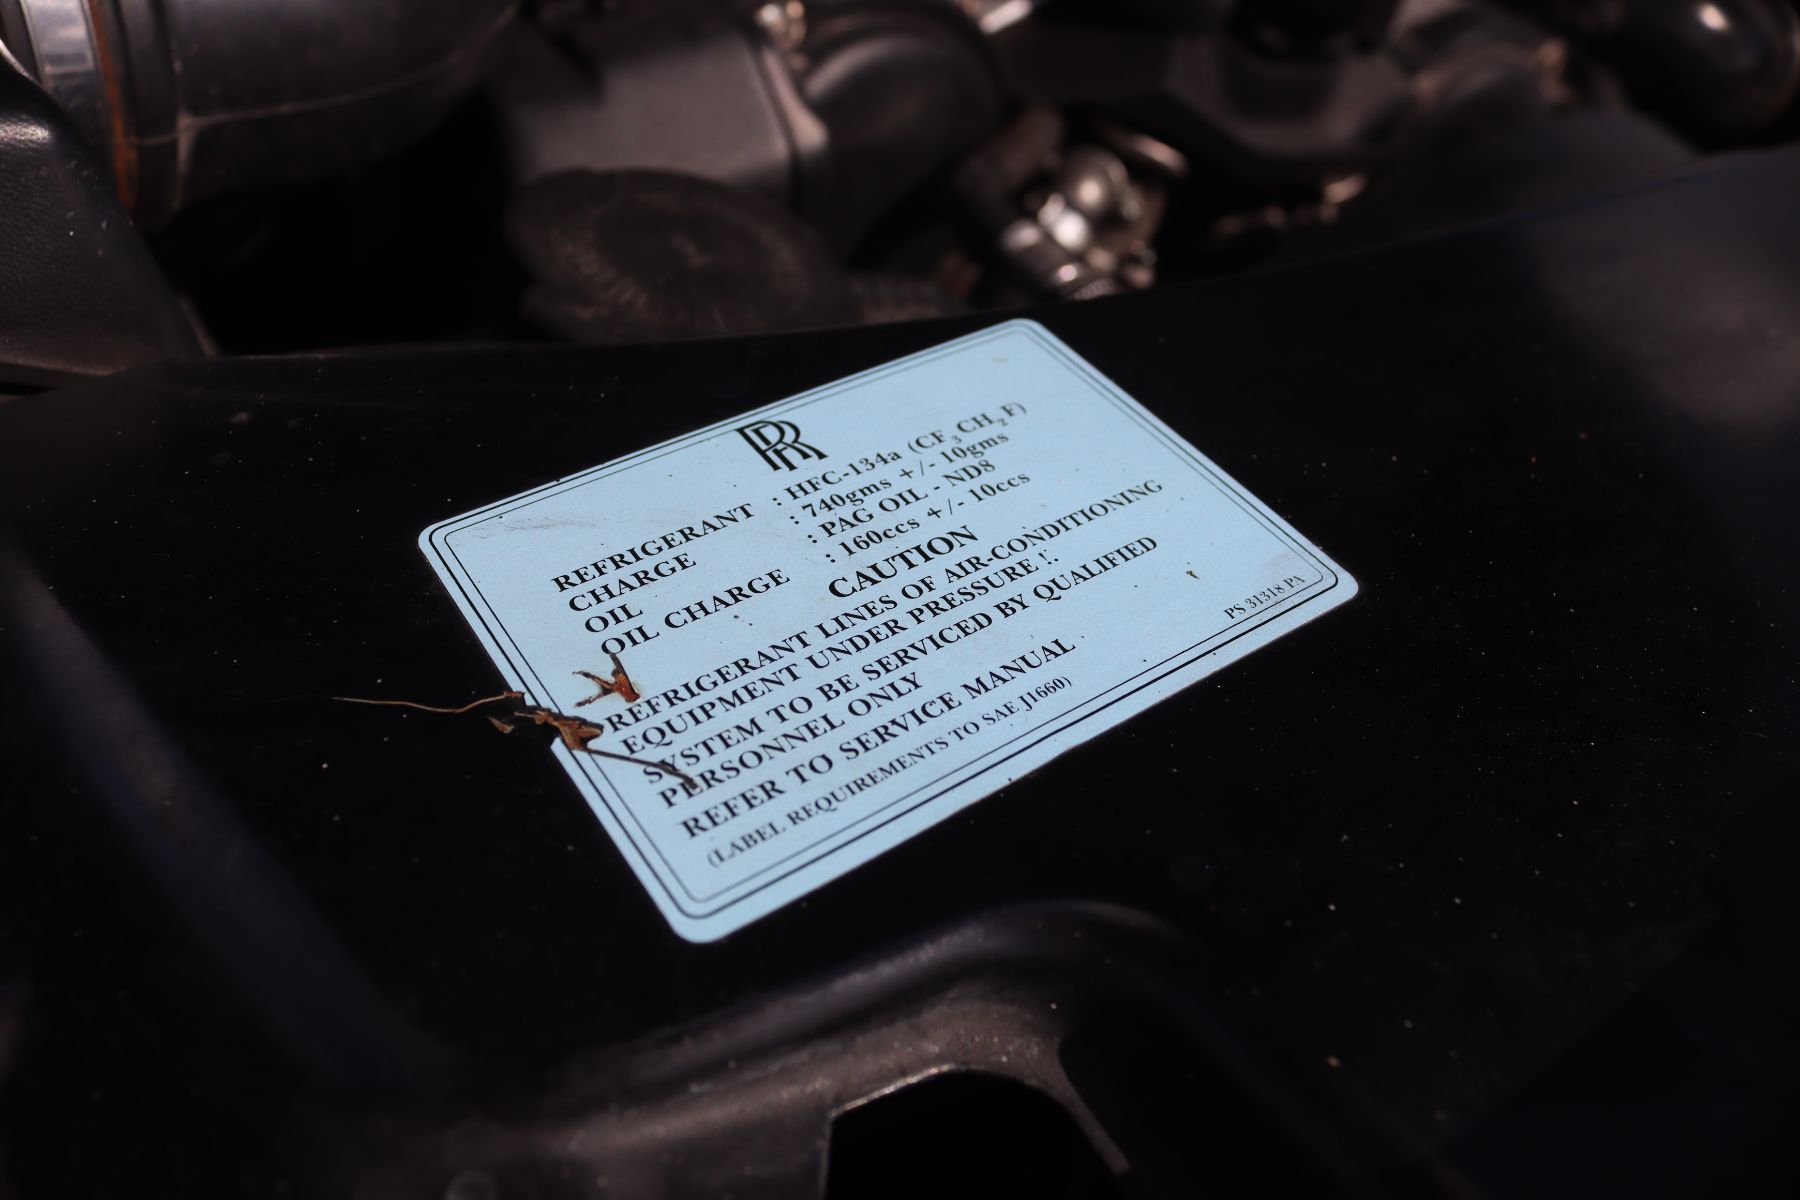 RR
REFRIGERANT : HFC-134a (CF3CH2F)
CHARGE : 740gms +/- 10gms
OIL : PAG OIL - ND8
OIL CHARGE : 160ccs +/- 10ccs
CAUTION
REFRIGERANT LINES OF AIR-CONDITIONING
EQUIPMENT UNDER PRESSURE !.
SYSTEM TO BE SERVICED BY QUALIFIED
PERSONNEL ONLY
REFER TO SERVICE MANUAL
(LABEL REQUIREMENTS TO SAE J1660)
PS 31318 PA